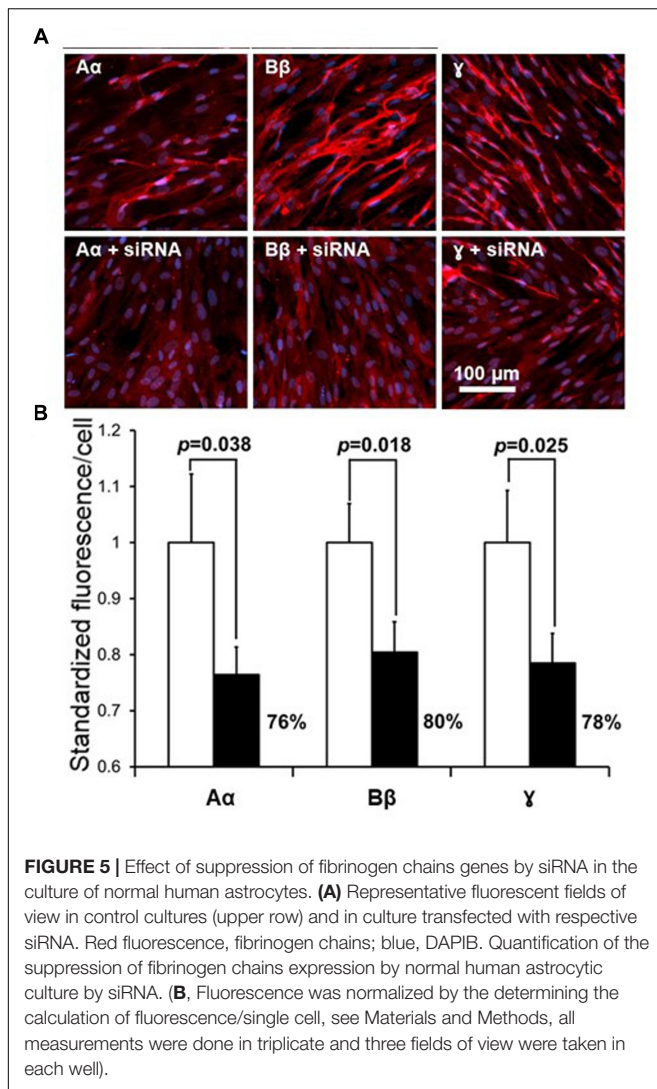 A
Aα
Bβ
ɣ
Aα + siRNA
Bβ + siRNA
ɣ + siRNA
100 µm
B
Standardized fluorescence/cell
1.2
1.1
1
0.9
0.8
0.7
0.6
p=0.038
p=0.018
p=0.025
76%
80%
78%
Aα
Bβ
ɣ
FIGURE 5 | Effect of suppression of fibrinogen chains genes by siRNA in the
culture of normal human astrocytes. (A) Representative fluorescent fields of
view in control cultures (upper row) and in culture transfected with respective
siRNA. Red fluorescence, fibrinogen chains; blue, DAPIB. Quantification of the
suppression of fibrinogen chains expression by normal human astrocytic
culture by siRNA. (B, Fluorescence was normalized by the determining the
calculation of fluorescence/single cell, see Materials and Methods, all
measurements were done in triplicate and three fields of view were taken in
each well).